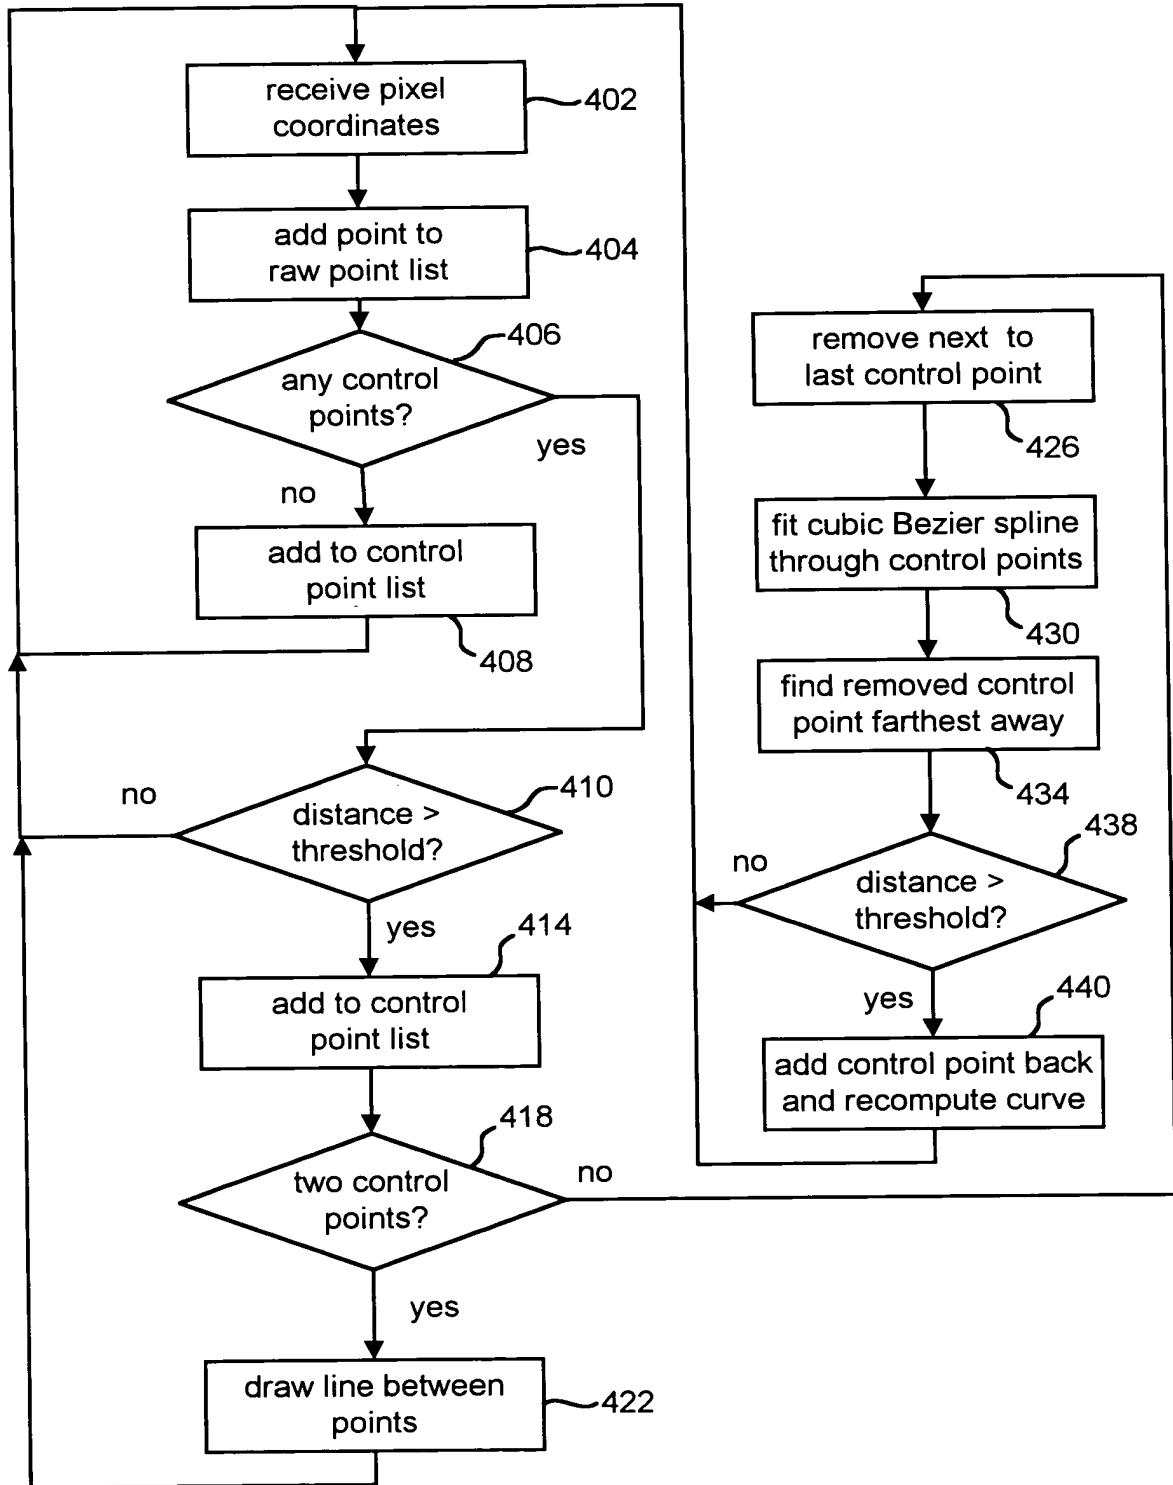 receive pixel
coordinates
402
add point to
raw point list
404
406
any control
points?
yes
no
add to control
point list
408
no
410
distance >
threshold?
yes
414
add to control
point list
418
two control
points?
no
yes
draw line between
points
422
remove next to
last control point
426
fit cubic Bezier spline
through control points
430
find removed control
point farthest away
434
438
no
distance >
threshold?
yes
440
add control point back
and recompute curve